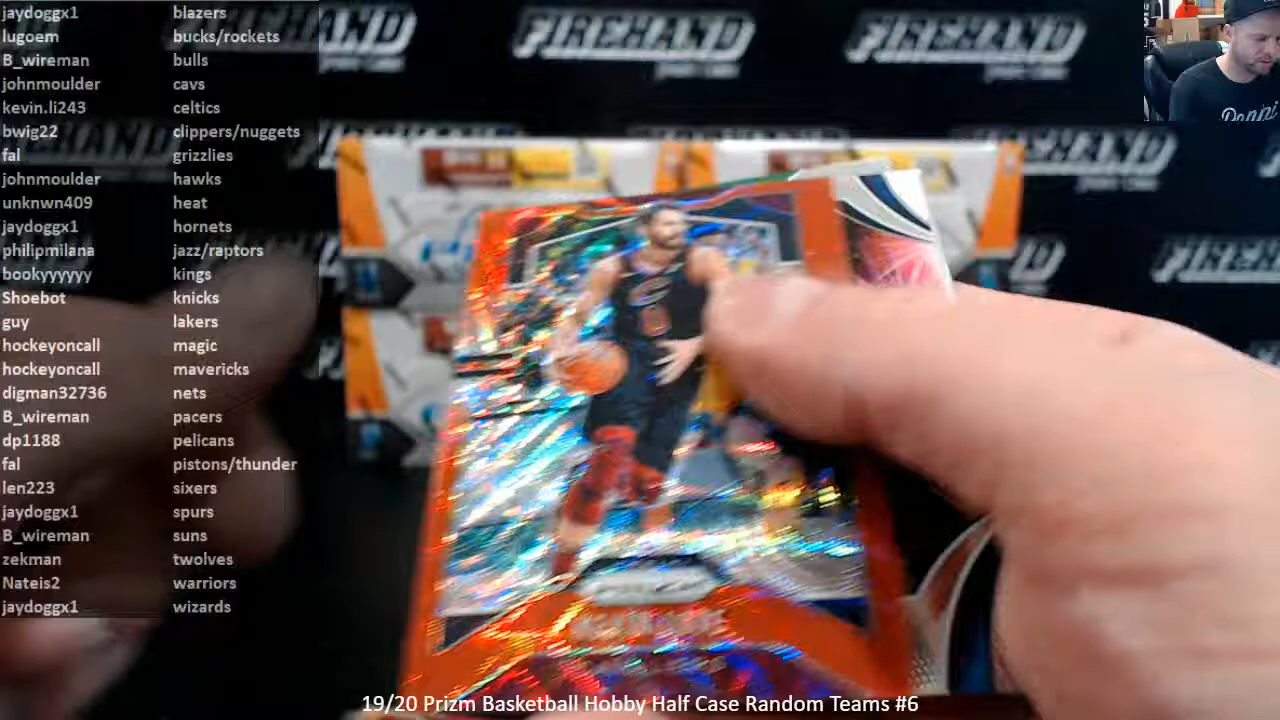 jaydoggx1 blazers
lugoem bucks/rockets
B_wireman bulls
johnmoulder cavs
kevin.li243 celtics
bwig22 clippers/nuggets
fal grizzlies
johnmoulder hawks
unknwn409 heat
jaydoggx1 hornets
philipmilana jazz/raptors
bookyyyyyy kings
Shoebot knicks
guy lakers
hockeyoncall magic
hockeyoncall mavericks
digman32736 nets
B_wireman pacers
dp1188 pelicans
fal pistons/thunder
len223 sixers
jaydoggx1 spurs
B_wireman suns
zekman twolves
Nateis2 warriors
jaydoggx1 wizards
FIREHAND
FIREHAND
19/20 Prizm Basketball Hobby Half Case Random Teams #6